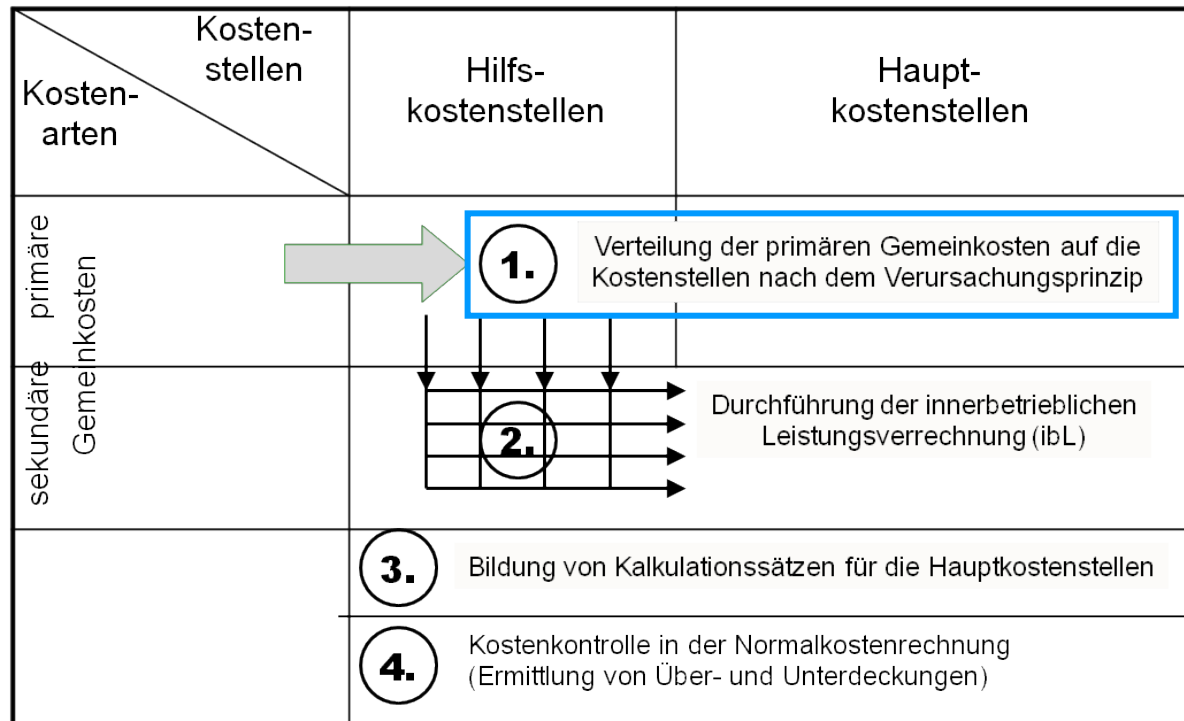 Kosten-
stellen
Kosten-
arten
Hilfs-
kostenstellen
Haupt-
kostenstellen
primäre
Gemeinkosten
sekundäre
1.
Verteilung der primären Gemeinkosten auf die
Kostenstellen nach dem Verursachungsprinzip
2.
Durchführung der innerbetrieblichen
Leistungsverrechnung (ibL)
3.
Bildung von Kalkulationssätzen für die Hauptkostenstellen
4.
Kostenkontrolle in der Normalkostenrechnung
(Ermittlung von Über- und Unterdeckungen)